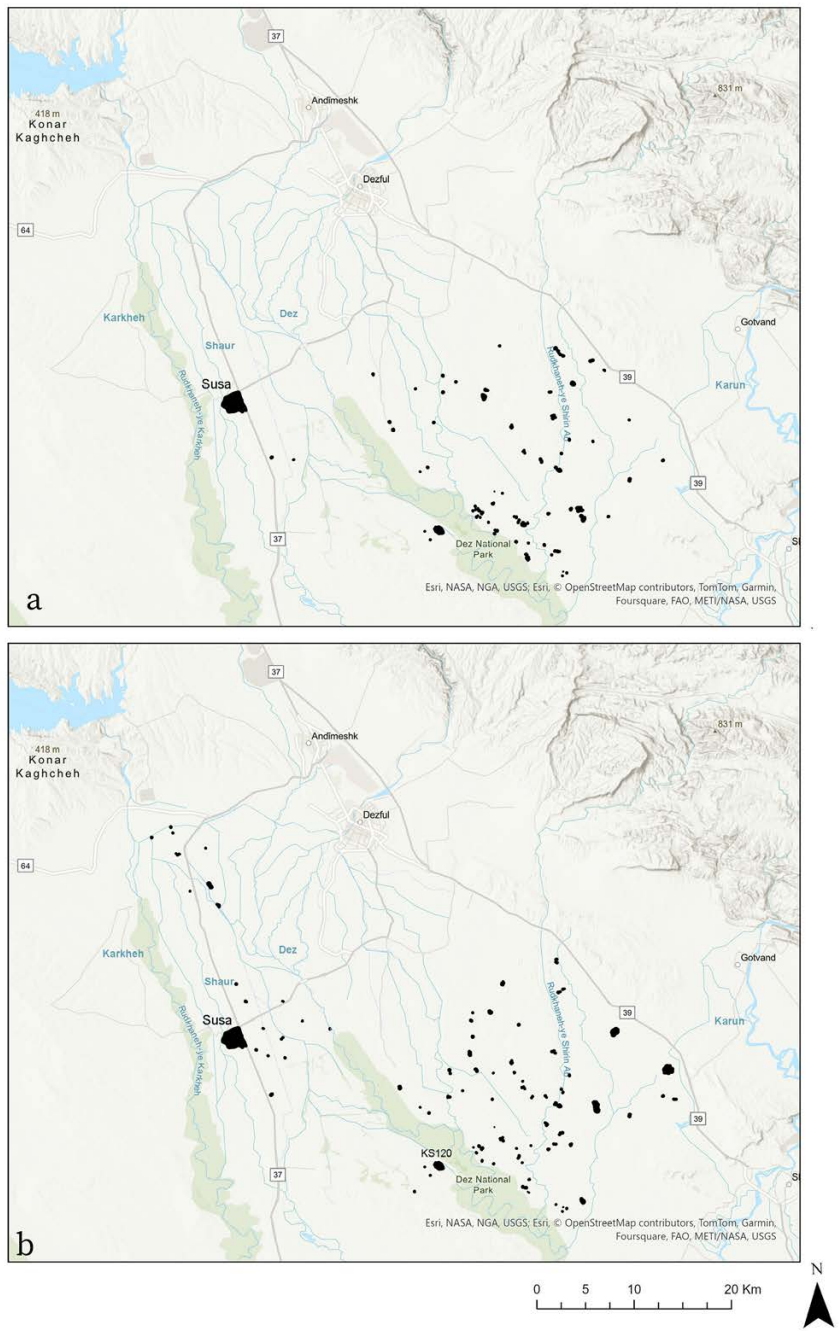 37
Andimeshk
831 m
418 m
Konar
Kaghcheh
Dezful
64
Karkheh
Dez
Gotvand
Shaur
Rudkhaneh-ye Shirin Ab
39
Karun
Susa
Rudkhaneh-ye Karkheh
39
37
Dez National
Park
a
Esri, NASA, NGA, USGS; Esri, © OpenStreetMap contributors, TomTom, Garmin,
Foursquare, FAO, METI/NASA, USGS
37
Andimeshk
831 m
418 m
Konar
Kaghcheh
Dezful
64
Karkheh
Dez
Gotvand
Shaur
Rudkhaneh-ye Shirin Ab
39
Karun
Susa
Rudkhaneh-ye Karkheh
39
KS120
37
Dez National
Park
b
Esri, NASA, NGA, USGS; Esri, © OpenStreetMap contributors, TomTom, Garmin,
Foursquare, FAO, METI/NASA, USGS
N
0 5 10 20 Km